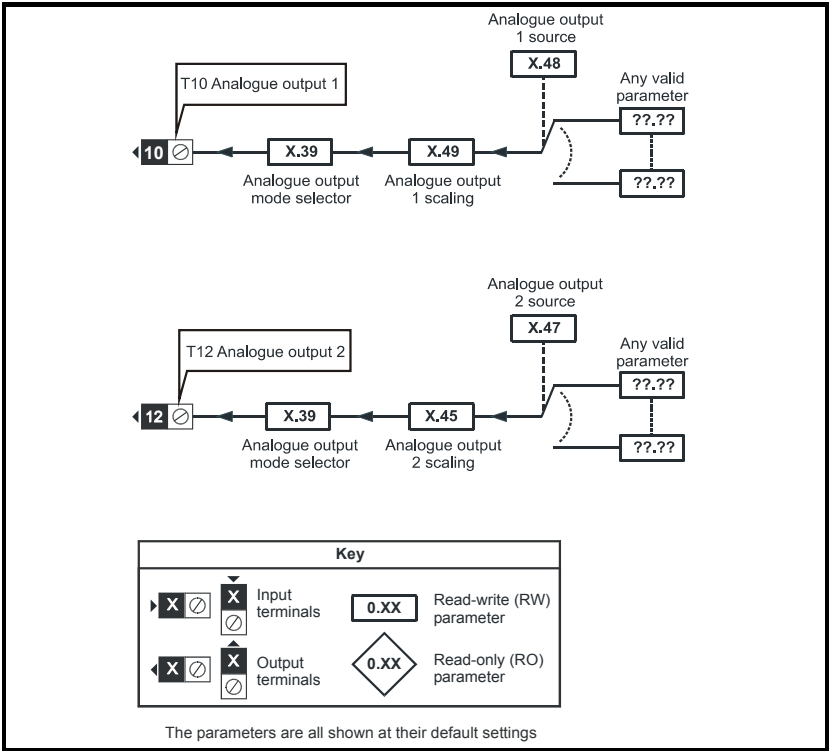 Analogue output
1 source
X.48
T10 Analogue output 1
Any valid
parameter
??.??
10
X.39
X.49
??.??
Analogue output
mode selector
Analogue output
1 scaling
Analogue output
2 source
X.47
T12 Analogue output 2
Any valid
parameter
??.??
12
X.39
X.45
??.??
Analogue output
mode selector
Analogue output
2 scaling
Key
X
X
Input
terminals
0.XX
Read-write (RW)
parameter
X
X
Output
terminals
0.XX
Read-only (RO)
parameter
The parameters are all shown at their default settings